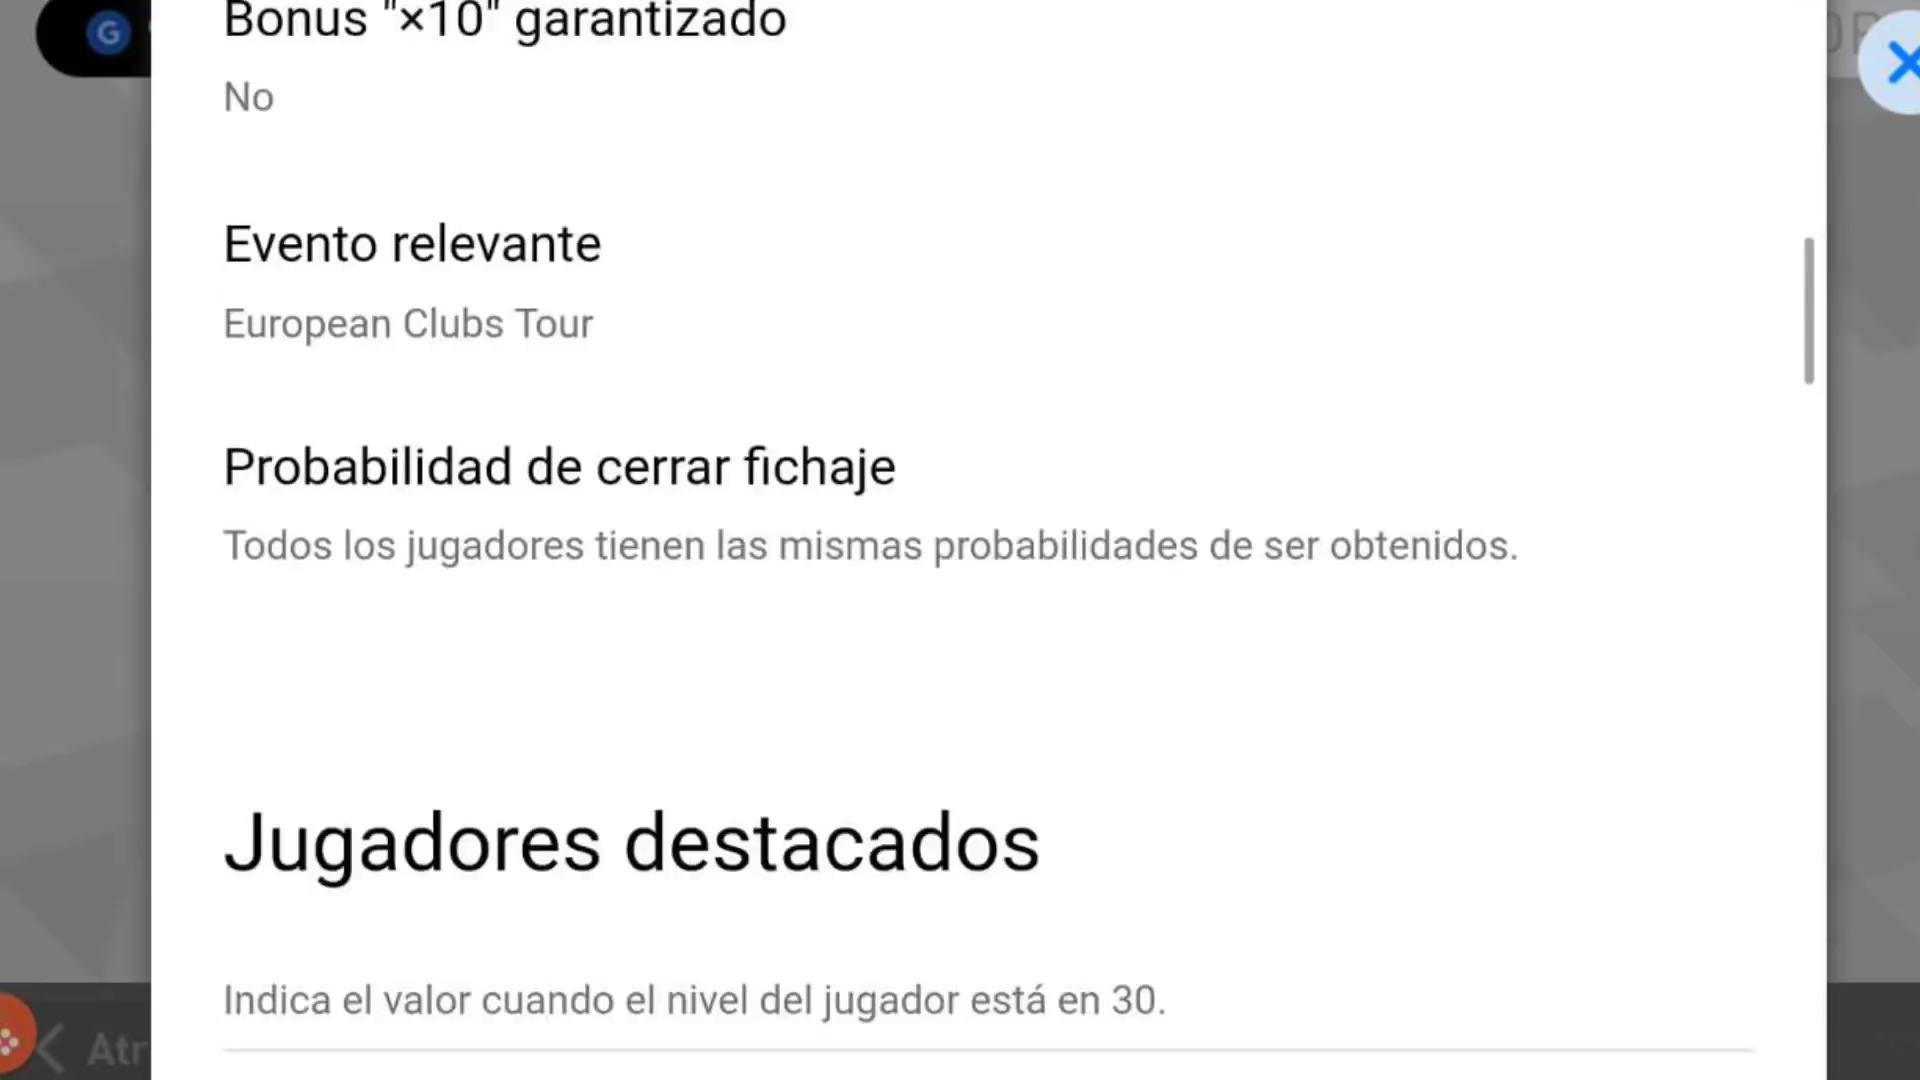 Bonus "×10" garantizado
No
Evento relevante
European Clubs Tour
Probabilidad de cerrar fichaje
Todos los jugadores tienen las mismas probabilidades de ser obtenidos.
Jugadores destacados
Indica el valor cuando el nivel del jugador está en 30.
G
Atr